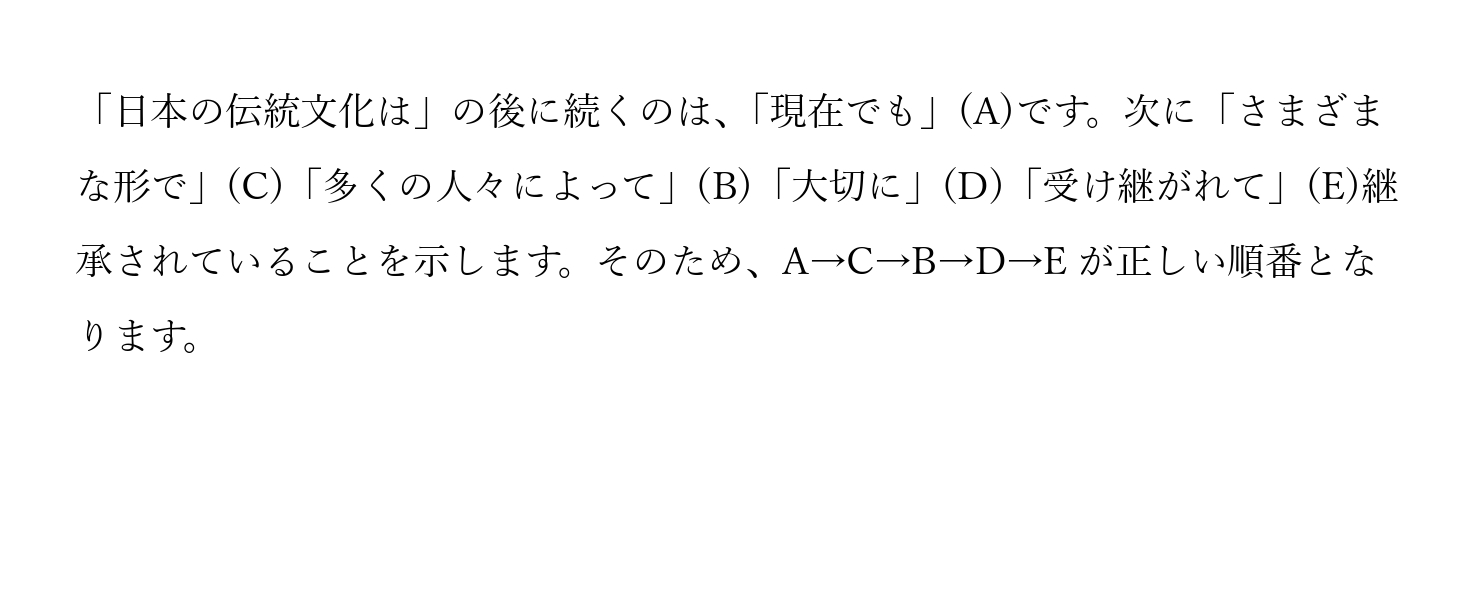 「日本の伝統文化は」の後に続くのは、「現在でも」(A)です。次に「さまざま
な形で」(C)「多くの人々によって」(B)「大切に」(D)「受け継がれて」(E)継
承されていることを示します。そのため、A→C→B→D→E が正しい順番とな
ります。